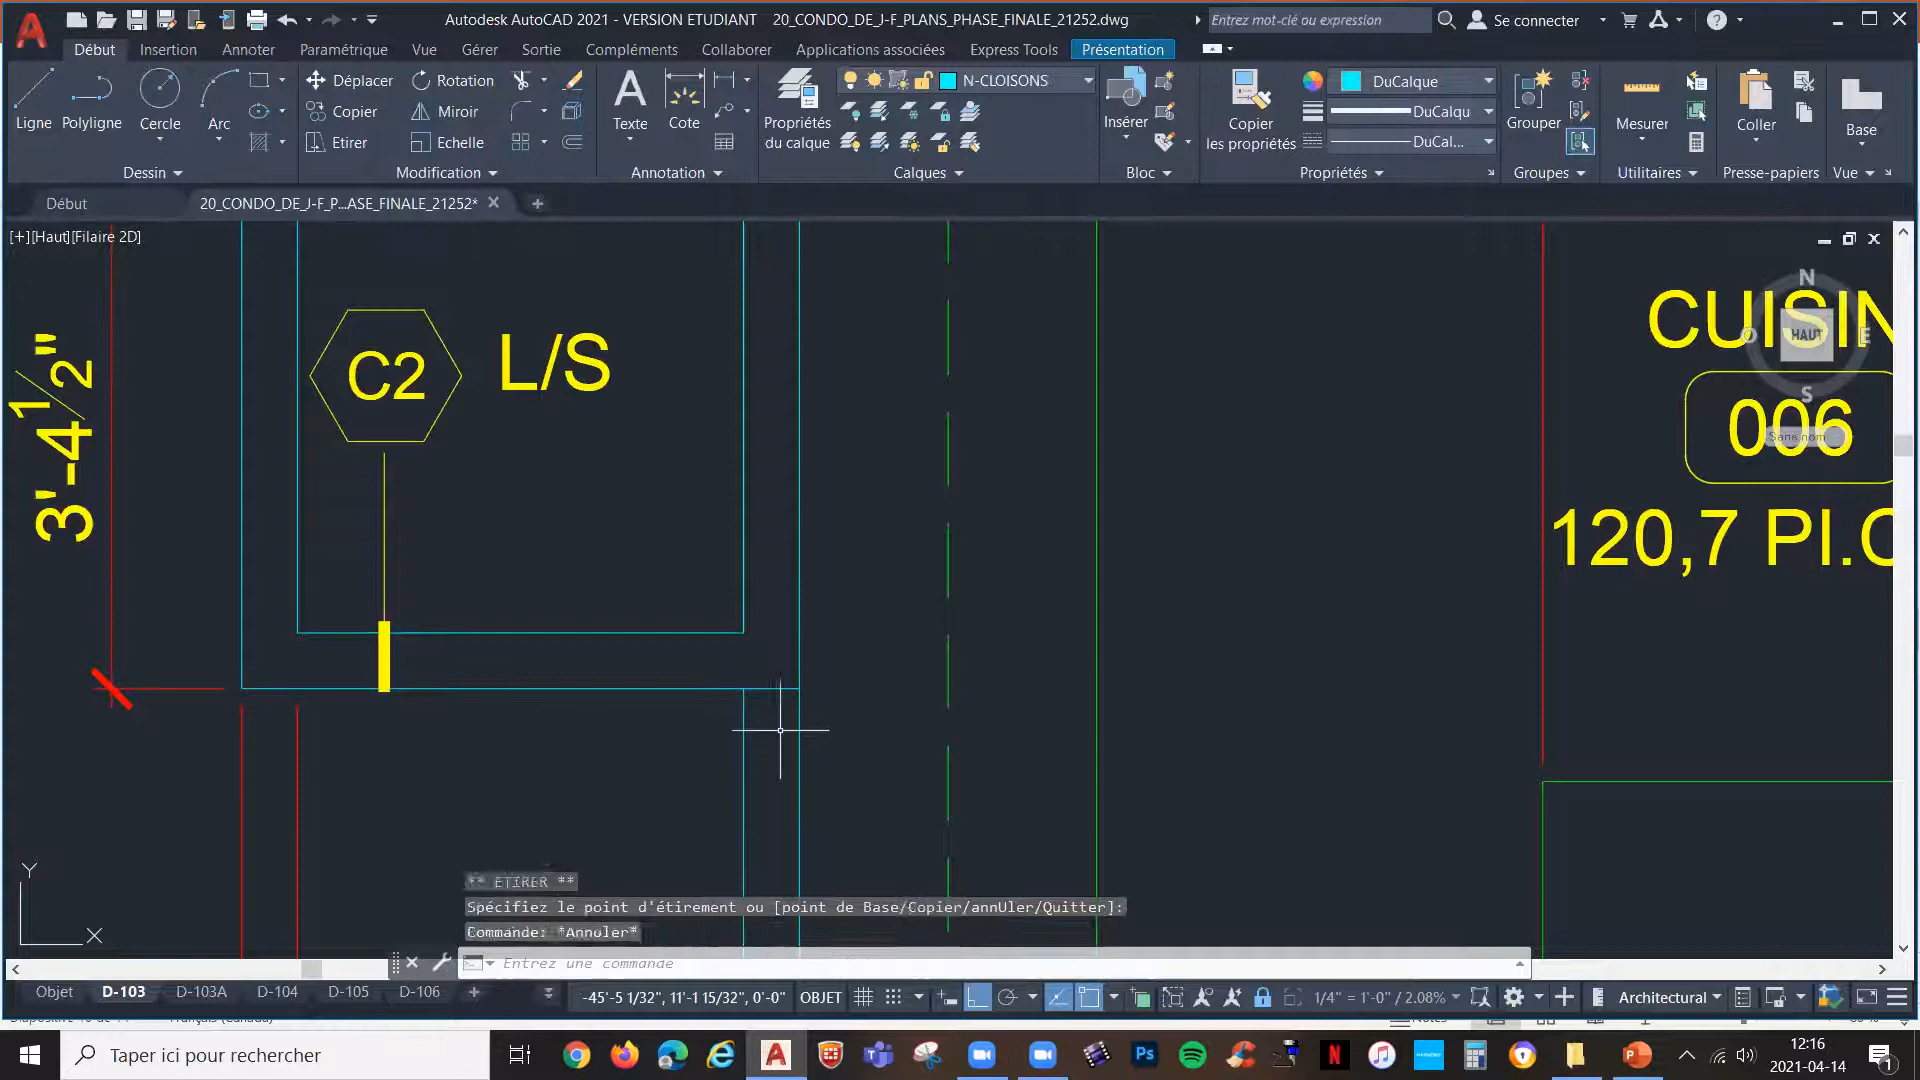 Autodesk AutoCAD 2021 - VERSION ETUDIANT 20_CONDO_DE_J-F_PLANS_PHASE_FINALE_21252.dwg
Entrez mot-clé ou expression
Se connecter
Début Insertion Annoter Paramétrique Vue Gérer Sortie Compléments Collaborer Applications associées Express Tools Présentation
Ligne Polyligne Cercle Arc
Déplacer Rotation
Copier Miroir
Etirer Echelle
Texte Cote
Propriétés du calque
N-CLOISONS
Insérer
Copier les propriétés
DuCalque
DuCalqu
DuCal...
Grouper
Mesurer
Coller
Base
Dessin Modification Annotation Calques Bloc Propriétés Groupes Utilitaires Presse-papiers Vue
Début 20_CONDO_DE_J-F_P...ASE_FINALE_21252*
[+][Haut][Filaire 2D]
3'-4 1/2"
C2 L/S
N
O HAUT E
S
Sans nom
CUISIN
006
120,7 PI.C
Y
X
** ETIRER **
Spécifiez le point d'étirement ou [point de Base/Copier/annUler/Quitter]:
Commande: *Annuler*
Entrez une commande
Objet D-103 D-103A D-104 D-105 D-106
-45'-5 1/32", 11'-1 15/32", 0'-0" OBJET
1/4" = 1'-0" / 2.08%
Architectural
Taper ici pour rechercher
Ps
N
12:16
2021-04-14
1